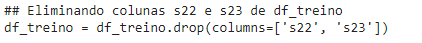 ## Eliminando colunas s22 e s23 de df_treino
df_treino = df_treino.drop(columns=['s22', 's23'])